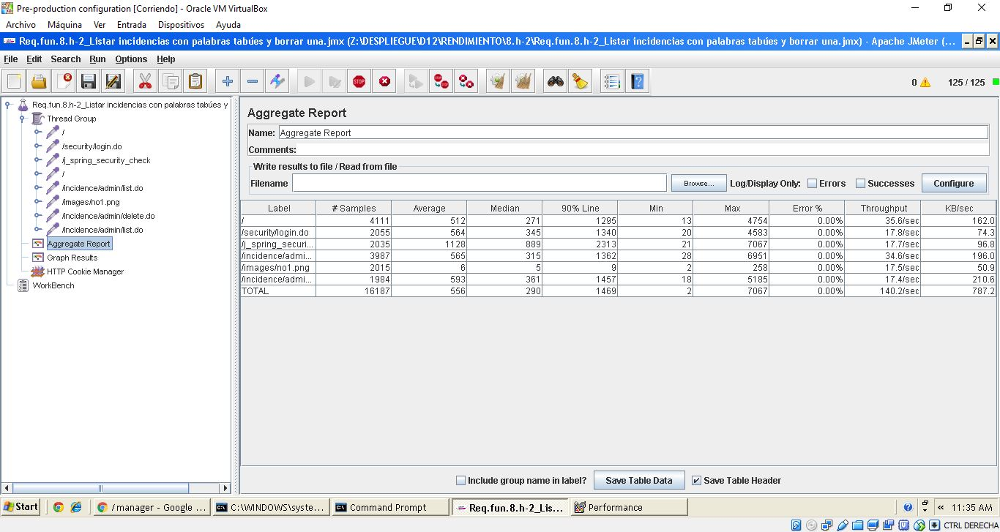 Pre-production configuration [Corriendo] - Oracle VM VirtualBox
Archivo Máquina Ver Entrada Dispositivos Ayuda
Req.fun.8.h-2_Listar incidencias con palabras tabúes y borrar una.jmx (Z:\DESPLIEGUE\D12\RENDIMIENTO\8.h-2\Req.fun.8.h-2_Listar incidencias con palabras tabúes y borrar una.jmx) - Apache JMeter (...
File Edit Search Run Options Help
STOP
0 125 / 125
Req.fun.8.h-2_Listar incidencias con palabras tabúes y
Thread Group
/
/security/login.do
/j_spring_security_check
/
/incidence/admin/list.do
/images/no1.png
/incidence/admin/delete.do
/incidence/admin/list.do
Aggregate Report
Graph Results
HTTP Cookie Manager
WorkBench
Aggregate Report
Name: Aggregate Report
Comments:
Write results to file / Read from file
Filename Browse... Log/Display Only: Errors Successes Configure
Label # Samples Average Median 90% Line Min Max Error % Throughput KB/sec
/ 4111 512 271 1295 13 4754 0.00% 35.6/sec 162.0
/security/login.do 2055 564 345 1340 20 4583 0.00% 17.8/sec 74.3
/j_spring_securi... 2035 1128 889 2313 21 7067 0.00% 17.7/sec 96.8
/incidence/admi... 3987 565 315 1362 28 6951 0.00% 34.6/sec 196.0
/images/no1.png 2015 6 5 9 2 258 0.00% 17.5/sec 50.9
/incidence/admi... 1984 593 361 1457 18 5185 0.00% 17.4/sec 210.6
TOTAL 16187 556 290 1469 2 7067 0.00% 140.2/sec 787.2
Include group name in label? Save Table Data Save Table Header
Start /manager - Google ... C:\WINDOWS\syste... Command Prompt Req.fun.8.h-2_Lis... Performance « 11:35 AM
CTRL DERECHA